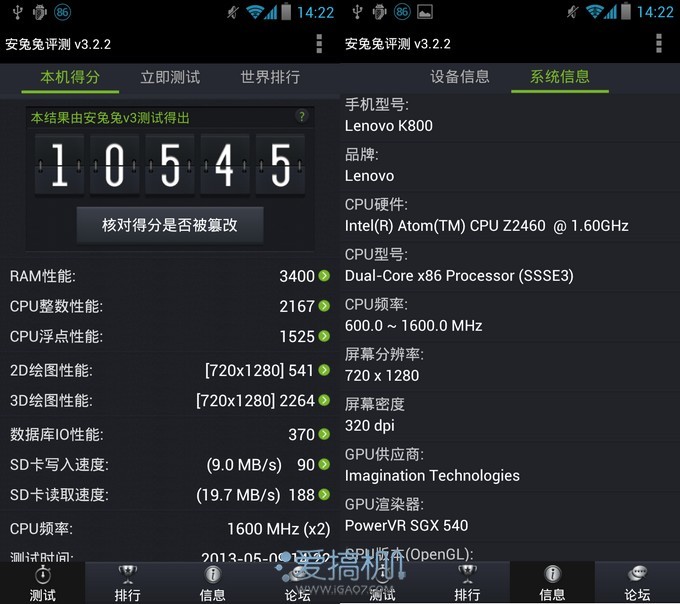 86 14:22
安兔兔评测 v3.2.2
本机得分 立即测试 世界排行
本结果由安兔兔v3测试得出 ?
10545
核对得分是否被篡改
RAM性能: 3400
CPU整数性能: 2167
CPU浮点性能: 1525
2D绘图性能: [720x1280] 541
3D绘图性能: [720x1280] 2264
数据库IO性能: 370
SD卡写入速度: (9.0 MB/s) 90
SD卡读取速度: (19.7 MB/s) 188
CPU频率: 1600 MHz (x2)
测试时间: 2013-05-09 14:22
测试 排行 信息 论坛
86 14:22
安兔兔评测 v3.2.2
设备信息 系统信息
手机型号:
Lenovo K800
品牌:
Lenovo
CPU硬件:
Intel(R) Atom(TM) CPU Z2460 @ 1.60GHz
CPU型号:
Dual-Core x86 Processor (SSSE3)
CPU频率:
600.0 ~ 1600.0 MHz
屏幕分辨率:
720 x 1280
屏幕密度
320 dpi
GPU供应商:
Imagination Technologies
GPU渲染器:
PowerVR SGX 540
GPU版本(OpenGL):
测试 排行 信息 论坛
爱搞机
WWW.IGAO7.COM